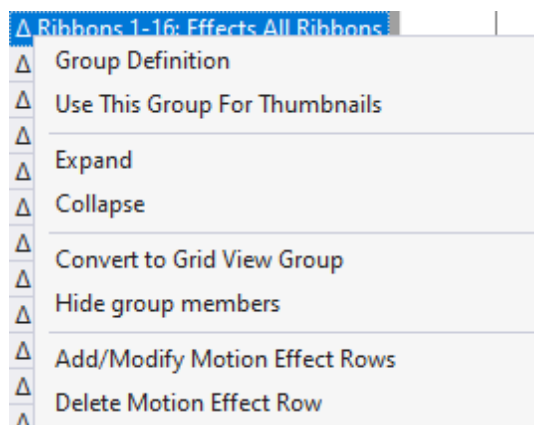 Δ Ribbons 1-16: Effects All Ribbons
Δ
Group Definition
Δ
Use This Group For Thumbnails
Δ
Δ
Expand
Δ
Collapse
Δ
Convert to Grid View Group
Δ
Δ
Hide group members
Δ
Add/Modify Motion Effect Rows
Δ
Delete Motion Effect Row
Δ